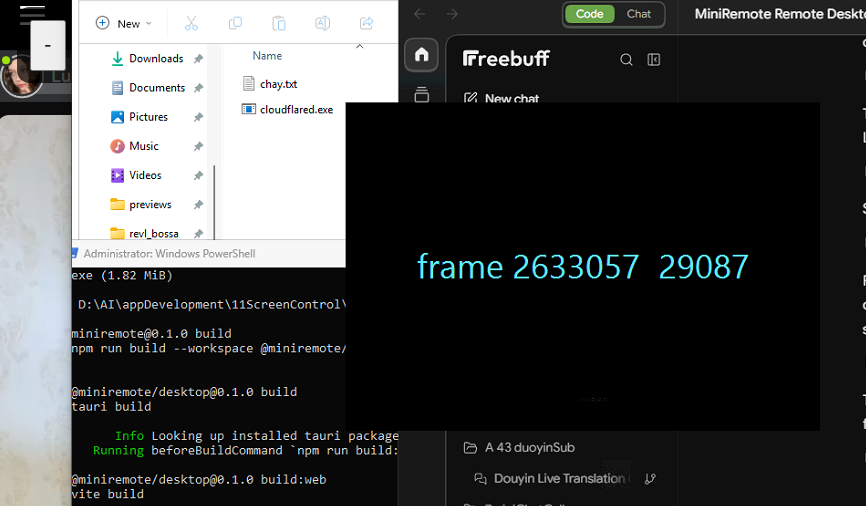 -
Lu
New
Downloads
Documents
Pictures
Music
Videos
previews
revl_bossa
Name
chay.txt
cloudflared.exe
Administrator: Windows PowerShell
exe (1.82 MiB)
D:\AI\appDevelopment\11ScreenControl\
miniremote@0.1.0 build
npm run build --workspace @miniremote/
@miniremote/desktop@0.1.0 build
tauri build
Info Looking up installed tauri package
Running beforeBuildCommand `npm run build:
@miniremote/desktop@0.1.0 build:web
vite build
Code
Chat
MiniRemote Remote Deskto
Freebuff
New chat
frame 2633057 29087
A 43 duoyinSub
Douyin Live Translation